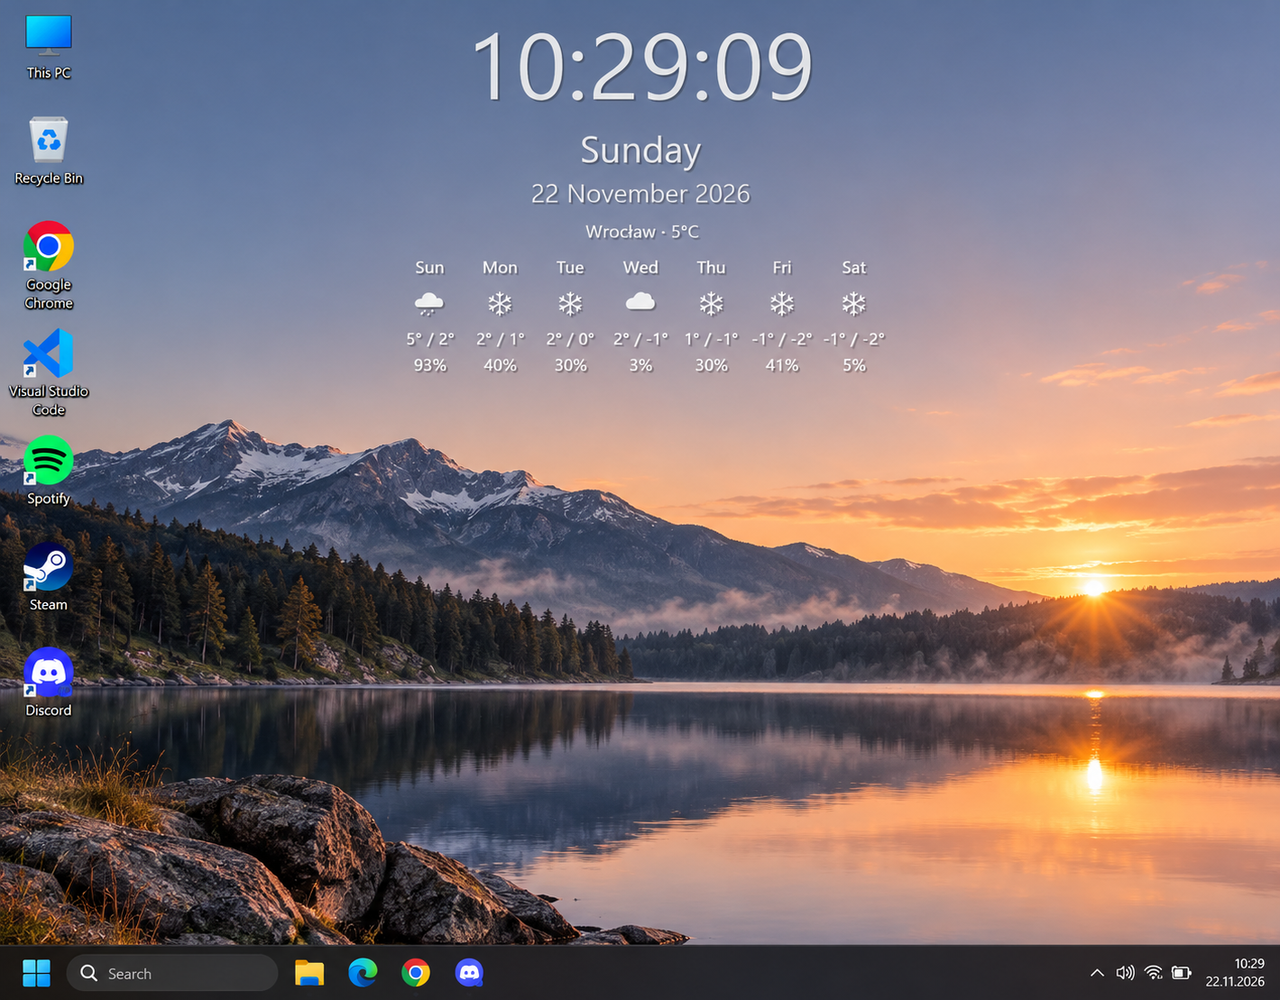 This PC
Recycle Bin
Google
Chrome
Visual Studio
Code
Spotify
Steam
Discord
10:29:09
Sunday
22 November 2026
Wrocław · 5°C
Sun Mon Tue Wed Thu Fri Sat
5° / 2° 2° / 1° 2° / 0° 2° / -1° 1° / -1° -1° / -2° -1° / -2°
93% 40% 30% 3% 30% 41% 5%
Search
10:29
22.11.2026